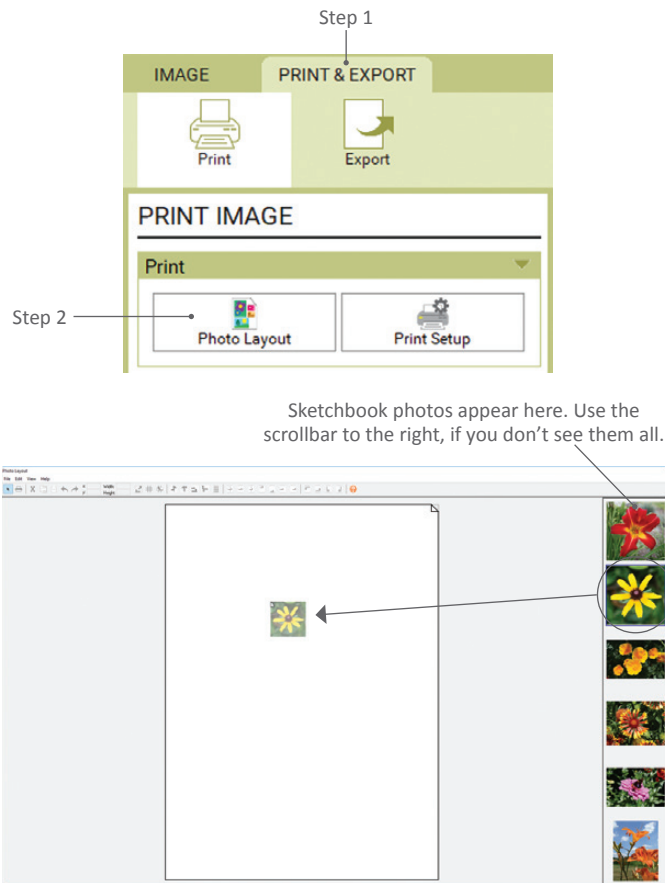 Step 1
IMAGE PRINT & EXPORT
Print Export
PRINT IMAGE
Print
Step 2
Photo Layout Print Setup
Sketchbook photos appear here. Use the
scrollbar to the right, if you don’t see them all.
Photo Layout
File Edit View Help
X: Width:
Y: Height: